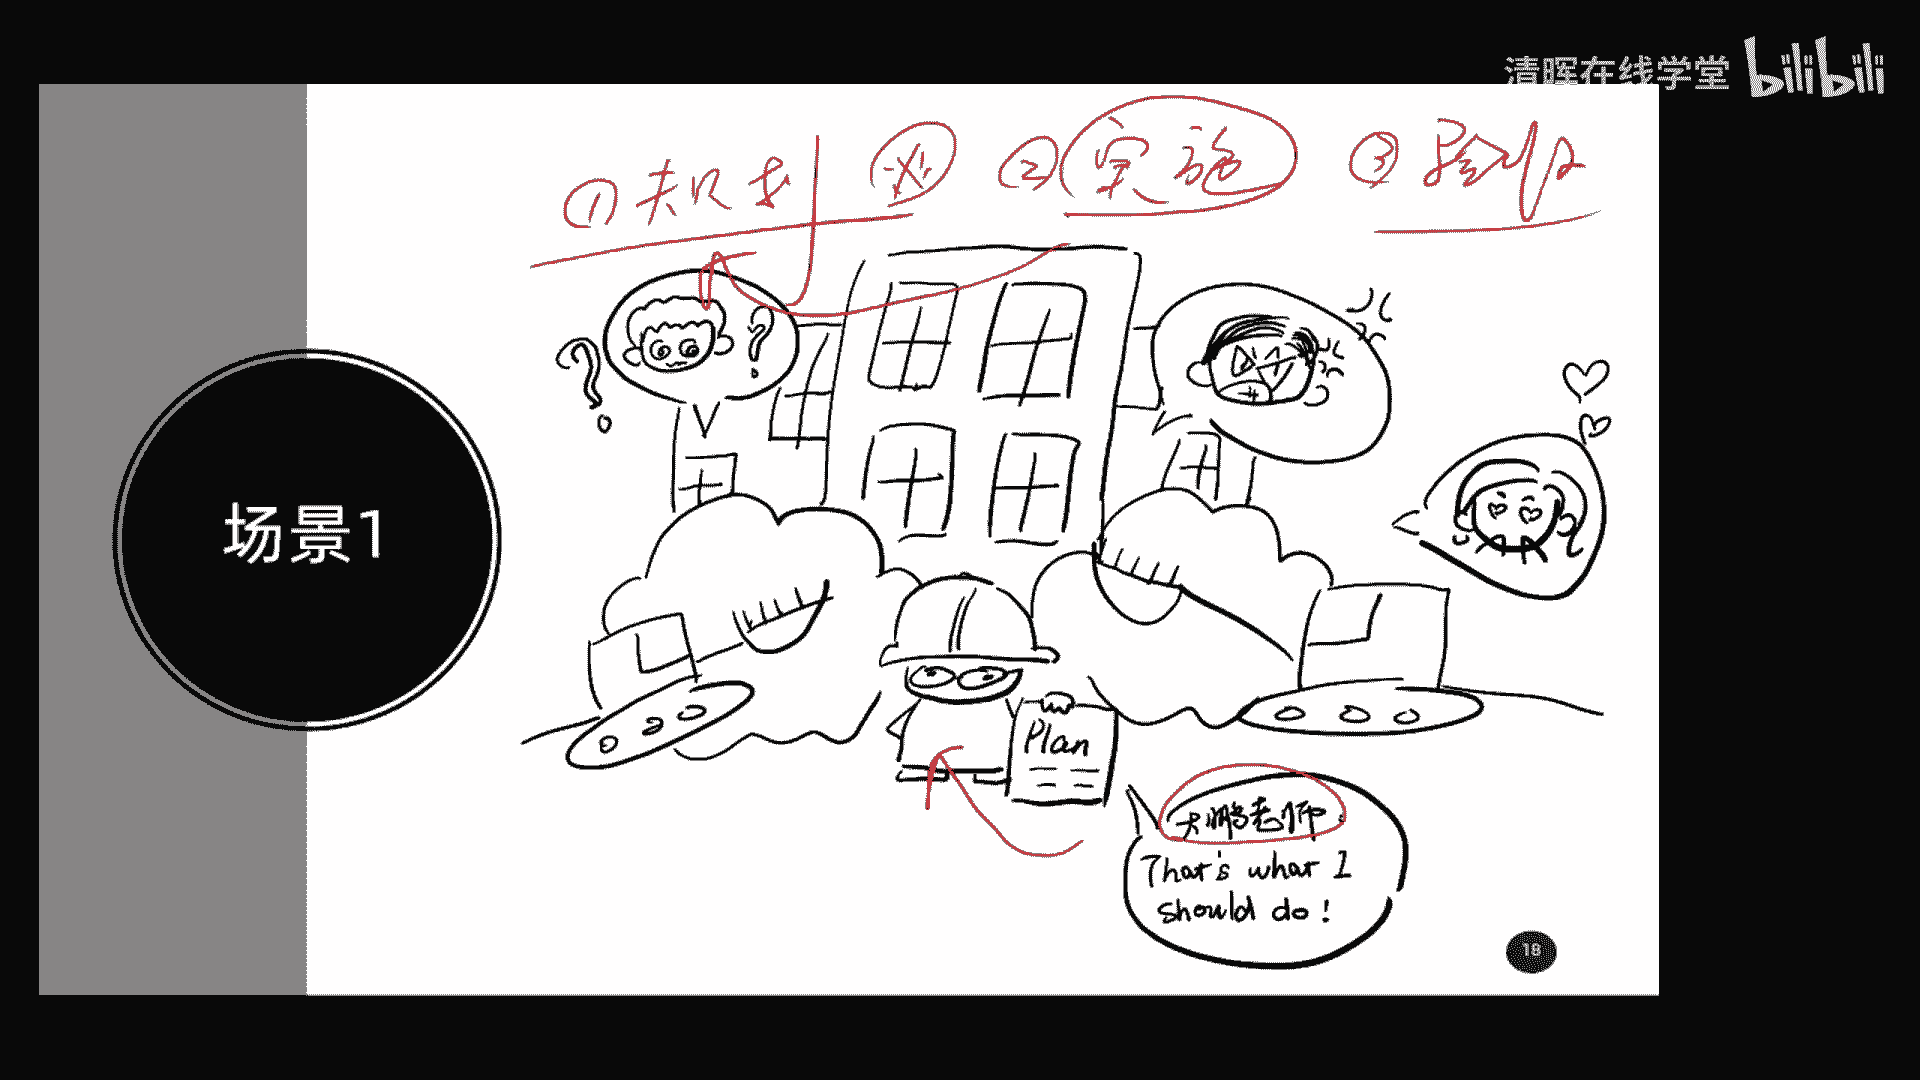 清晖在线学堂 bilibili
①规划 ② 实施 ③ 验收
场景1
Plan
大鹏老师
That's what I
should do!
18